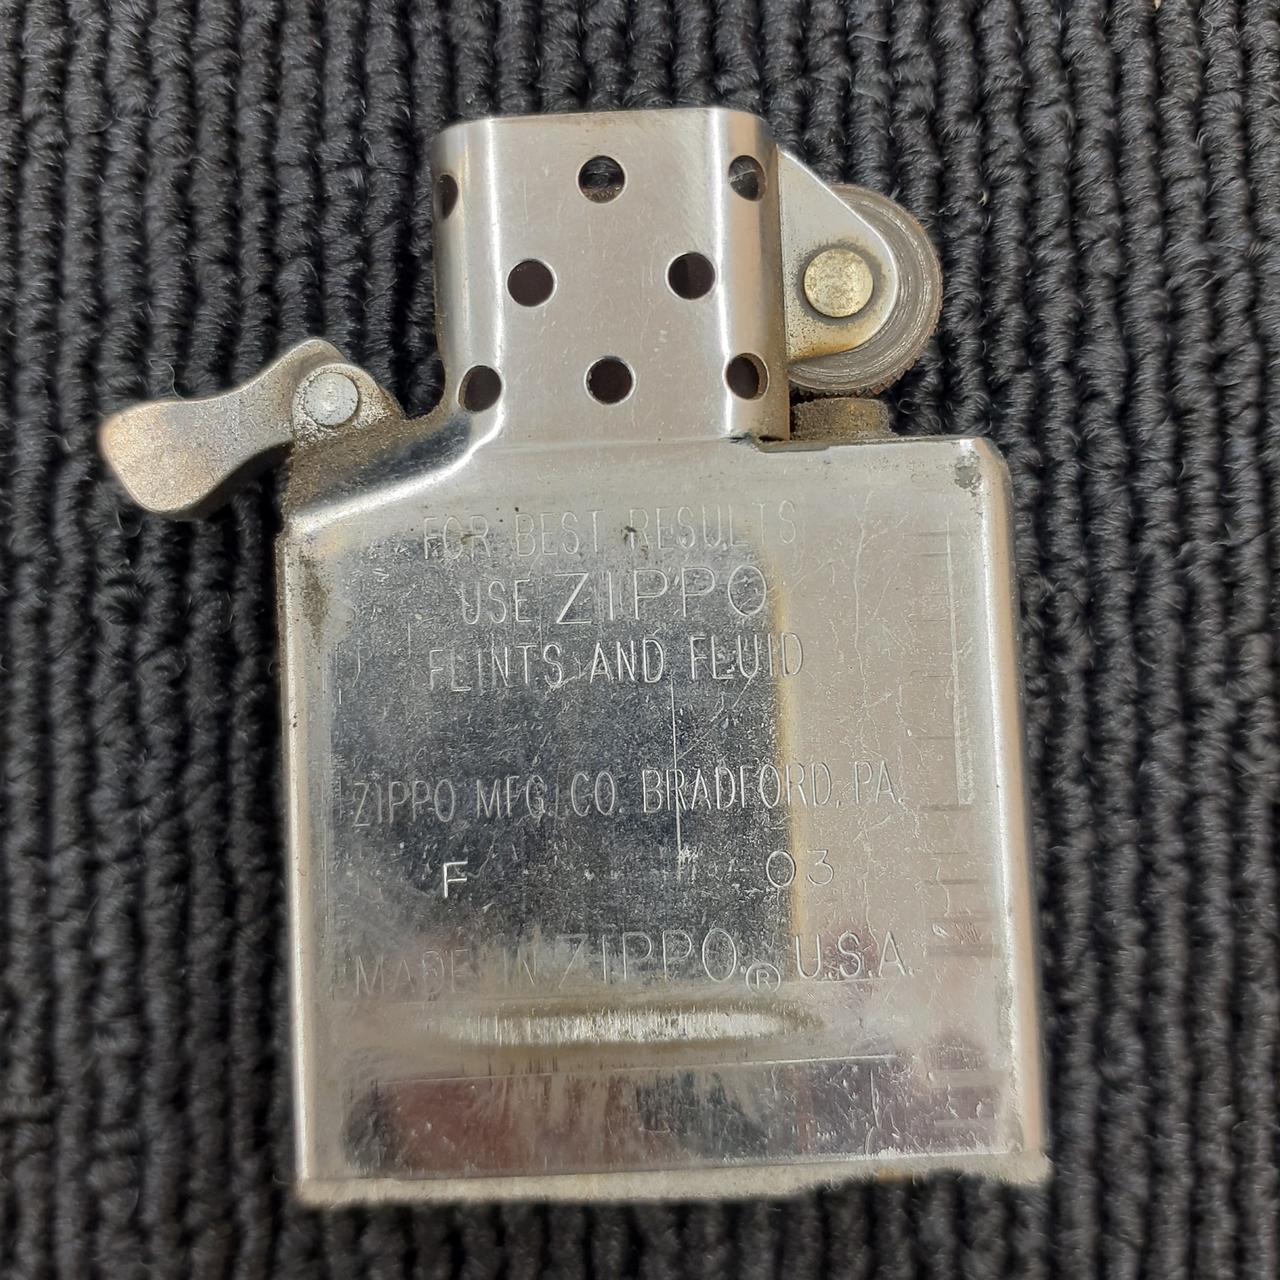 FOR BEST RESULTS
USE ZIPPO
FLINTS AND FLUID
ZIPPO MFG. CO. BRADFORD, PA.
F 03
MADE IN ZIPPO® U.S.A.